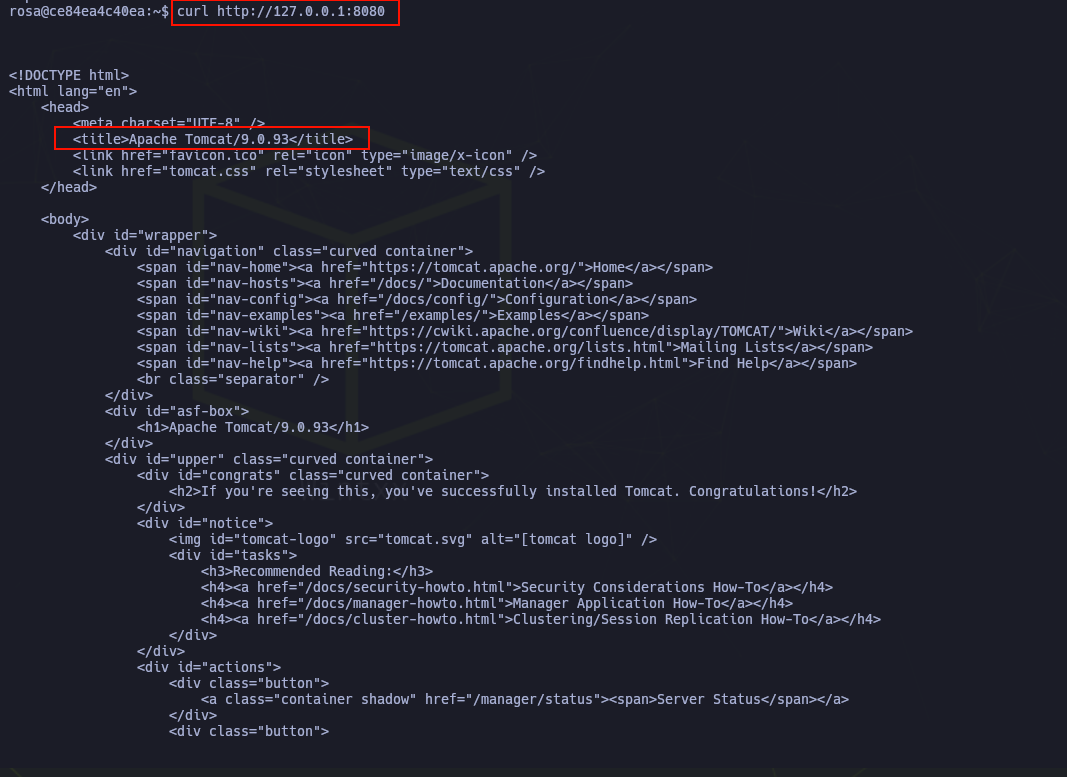 rosa@ce84ea4c40ea:~$ curl http://127.0.0.1:8080
<!DOCTYPE html>
<html lang="en">
    <head>
        <meta charset="UTF-8" />
        <title>Apache Tomcat/9.0.93</title>
        <link href="favicon.ico" rel="icon" type="image/x-icon" />
        <link href="tomcat.css" rel="stylesheet" type="text/css" />
    </head>

    <body>
        <div id="wrapper">
            <div id="navigation" class="curved container">
                <span id="nav-home"><a href="https://tomcat.apache.org/">Home</a></span>
                <span id="nav-hosts"><a href="/docs/">Documentation</a></span>
                <span id="nav-config"><a href="/docs/config/">Configuration</a></span>
                <span id="nav-examples"><a href="/examples/">Examples</a></span>
                <span id="nav-wiki"><a href="https://cwiki.apache.org/confluence/display/TOMCAT/">Wiki</a></span>
                <span id="nav-lists"><a href="https://tomcat.apache.org/lists.html">Mailing Lists</a></span>
                <span id="nav-help"><a href="https://tomcat.apache.org/findhelp.html">Find Help</a></span>
                <br class="separator" />
            </div>
            <div id="asf-box">
                <h1>Apache Tomcat/9.0.93</h1>
            </div>
            <div id="upper" class="curved container">
                <div id="congrats" class="curved container">
                    <h2>If you're seeing this, you've successfully installed Tomcat. Congratulations!</h2>
                </div>
                <div id="notice">
                    <img id="tomcat-logo" src="tomcat.svg" alt="[tomcat logo]" />
                    <div id="tasks">
                        <h3>Recommended Reading:</h3>
                        <h4><a href="/docs/security-howto.html">Security Considerations How-To</a></h4>
                        <h4><a href="/docs/manager-howto.html">Manager Application How-To</a></h4>
                        <h4><a href="/docs/cluster-howto.html">Clustering/Session Replication How-To</a></h4>
                    </div>
                </div>
                <div id="actions">
                    <div class="button">
                        <a class="container shadow" href="/manager/status"><span>Server Status</span></a>
                    </div>
                    <div class="button">